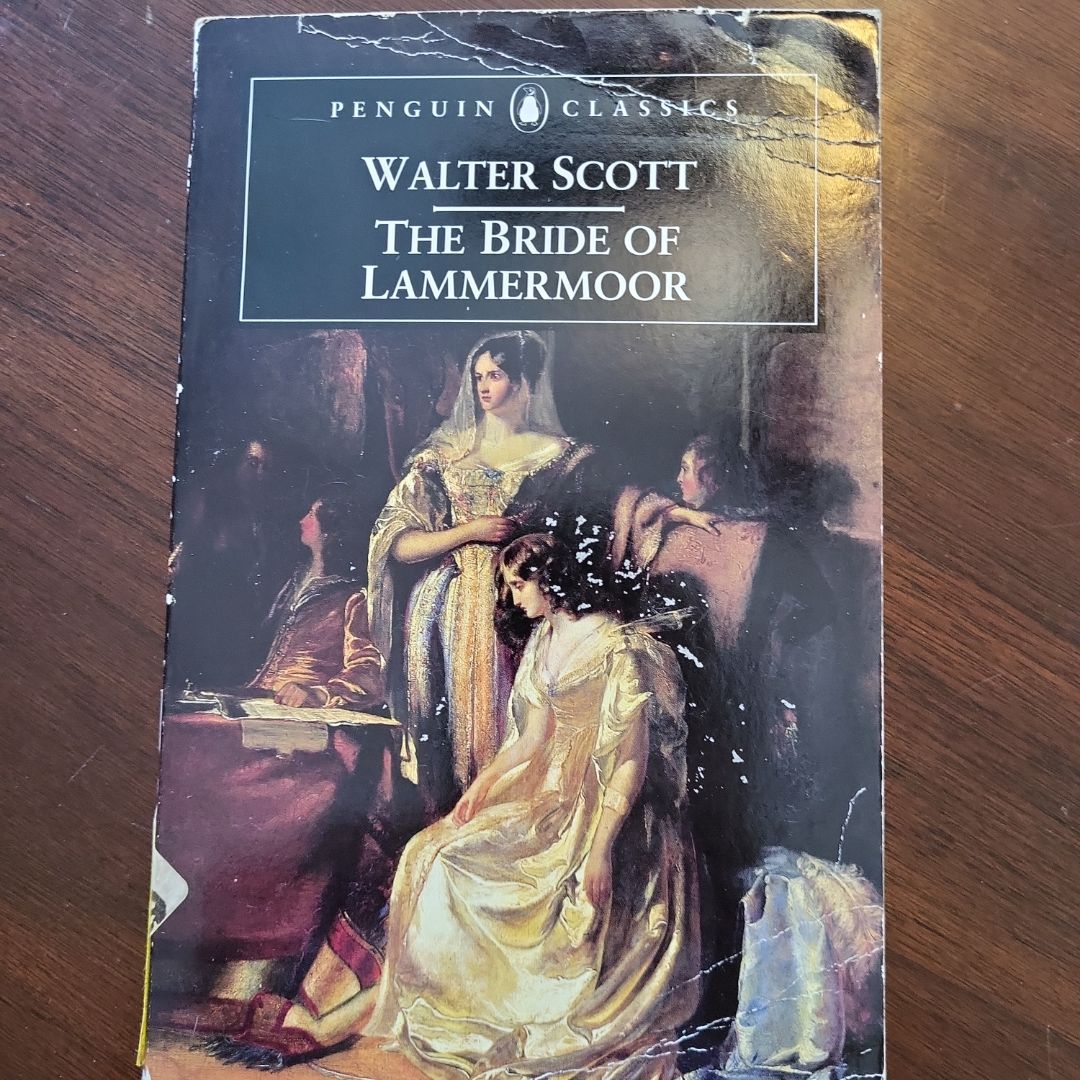 PENGUIN CLASSICS
WALTER SCOTT
THE BRIDE OF
LAMMERMOOR